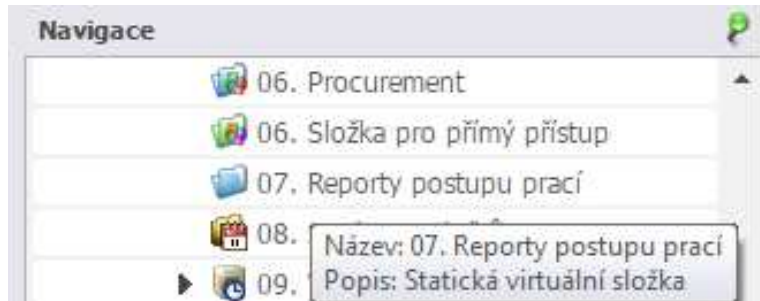 Navigace
06. Procurement
06. Složka pro přímý přístup
07. Reporty postupu prací
08.
09.
Název: 07. Reporty postupu prací
Popis: Statická virtuální složka